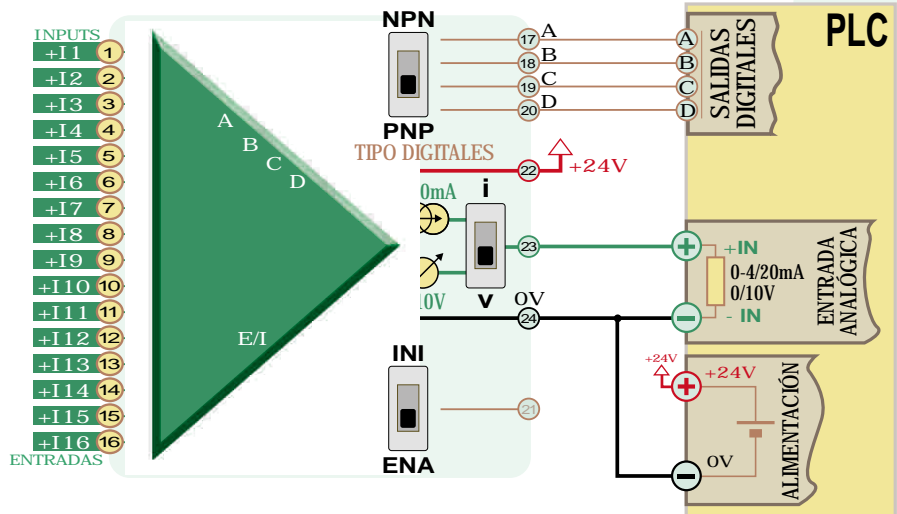 INPUTS
+I1 1
+I2 2
+I3 3
+I4 4
+I5 5
+I6 6
+I7 7
+I8 8
+I9 9
+I10 10
+I11 11
+I12 12
+I13 13
+I14 14
+I15 15
+I16 16
ENTRADAS
A
B
C
D
E/I
NPN
PNP
TIPO DIGITALES
17 A
18 B
19 C
20 D
22
+24V
0mA
i
23
10V
v
0V
24
INI
ENA
21
PLC
A
B
C
D
SALIDAS
DIGITALES
+
+IN
0-4/20mA
0/10V
- IN
−
ENTRADA
ANALÓGICA
+24V
+
+24V
0V
−
ALIMENTACIÓN